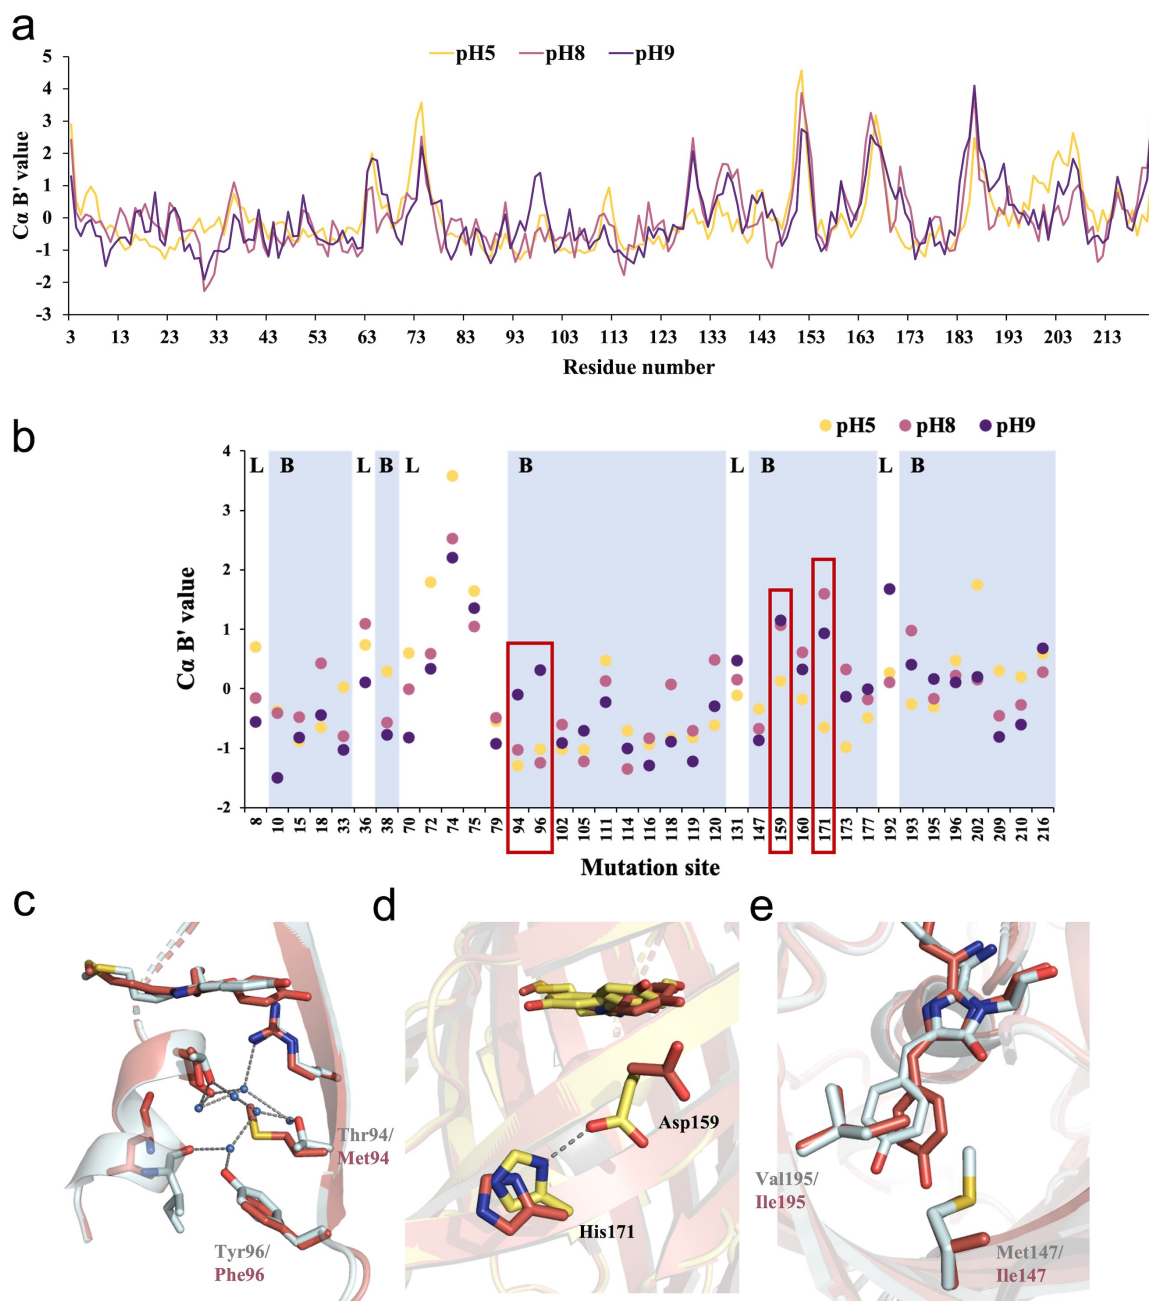 a
pH5 pH8 pH9
5
4
3
2
1
0
-1
-2
-3
Cα B' value
3 13 23 33 43 53 63 73 83 93 103 113 123 133 143 153 163 173 183 193 203 213
Residue number
b
pH5 pH8 pH9
4
3
2
1
0
-1
-2
Cα B' value
L B L B L B L B L B
8 10 15 18 33 36 38 70 72 74 75 79 94 96 102 105 111 114 116 118 119 120 131 147 159 160 171 173 177 192 193 195 196 202 209 210 216
Mutation site
c
Thr94/
Met94
Tyr96/
Phe96
d
Asp159
His171
e
Val195/
Ile195
Met147/
Ile147